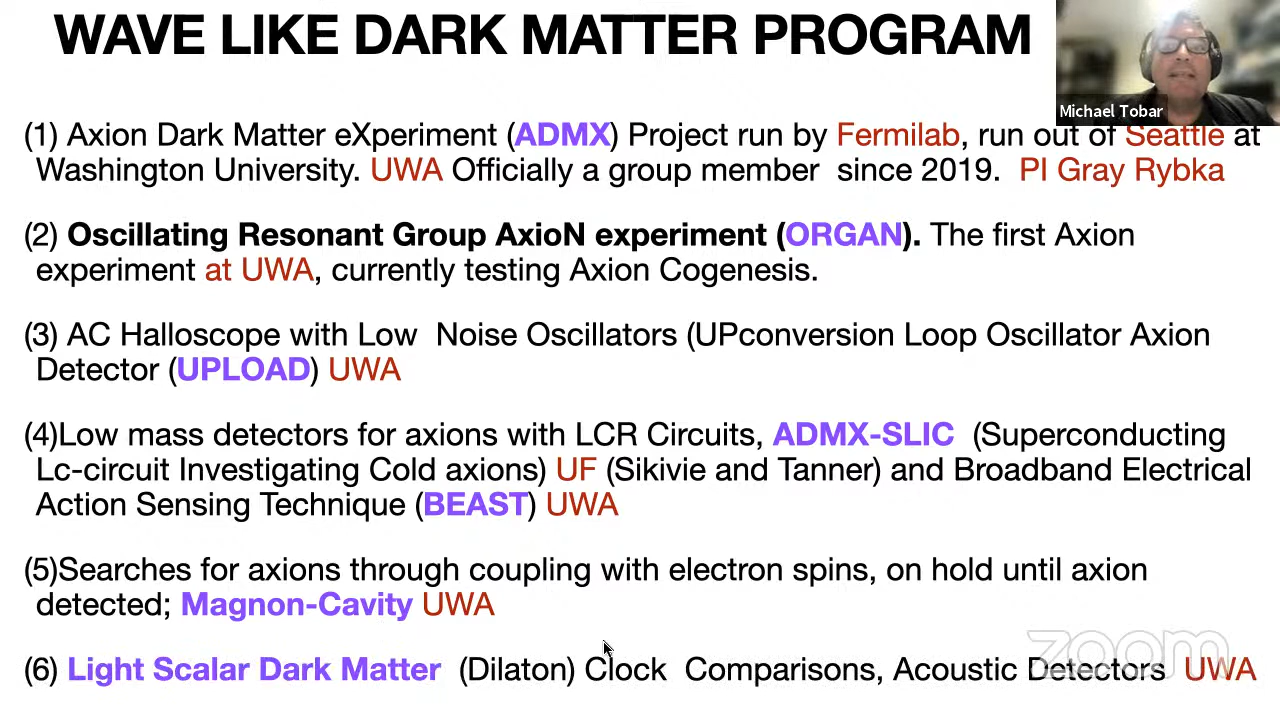 WAVE LIKE DARK MATTER PROGRAM
Michael Tobar
(1) Axion Dark Matter eXperiment (ADMX) Project run by Fermilab, run out of Seattle at
Washington University. UWA Officially a group member since 2019. PI Gray Rybka
(2) Oscillating Resonant Group AxioN experiment (ORGAN). The first Axion
experiment at UWA, currently testing Axion Cogenesis.
(3) AC Halloscope with Low Noise Oscillators (UPconversion Loop Oscillator Axion
Detector (UPLOAD) UWA
(4)Low mass detectors for axions with LCR Circuits, ADMX-SLIC (Superconducting
Lc-circuit Investigating Cold axions) UF (Sikivie and Tanner) and Broadband Electrical
Action Sensing Technique (BEAST) UWA
(5)Searches for axions through coupling with electron spins, on hold until axion
detected; Magnon-Cavity UWA
(6) Light Scalar Dark Matter (Dilaton) Clock Comparisons, Acoustic Detectors UWA
zoom